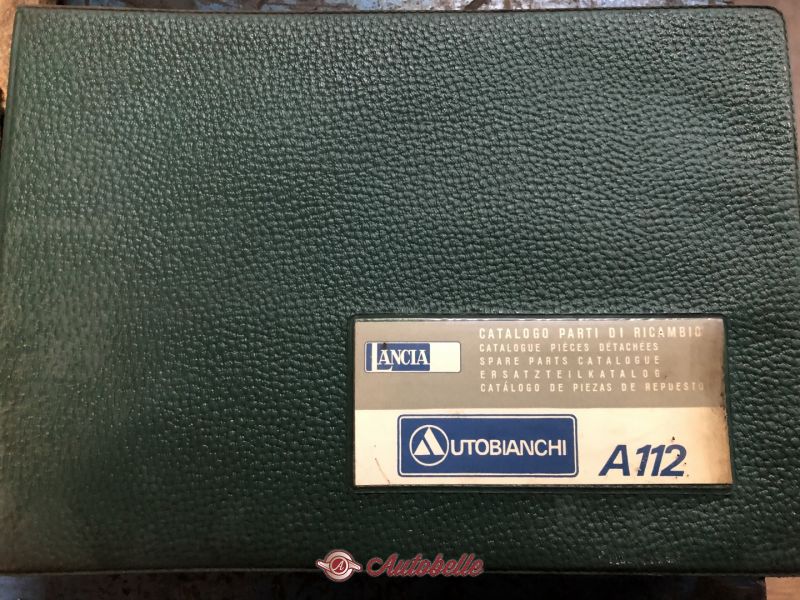 CATALOGO PARTI DI RICAMBIO
CATALOGUE PIÈCES DÉTACHÉES
SPARE PARTS CATALOGUE
ERSATZTEILKATALOG
CATÁLOGO DE PIEZAS DE REPUESTO
LANCIA
AUTOBIANCHI
A112
A Autobelle